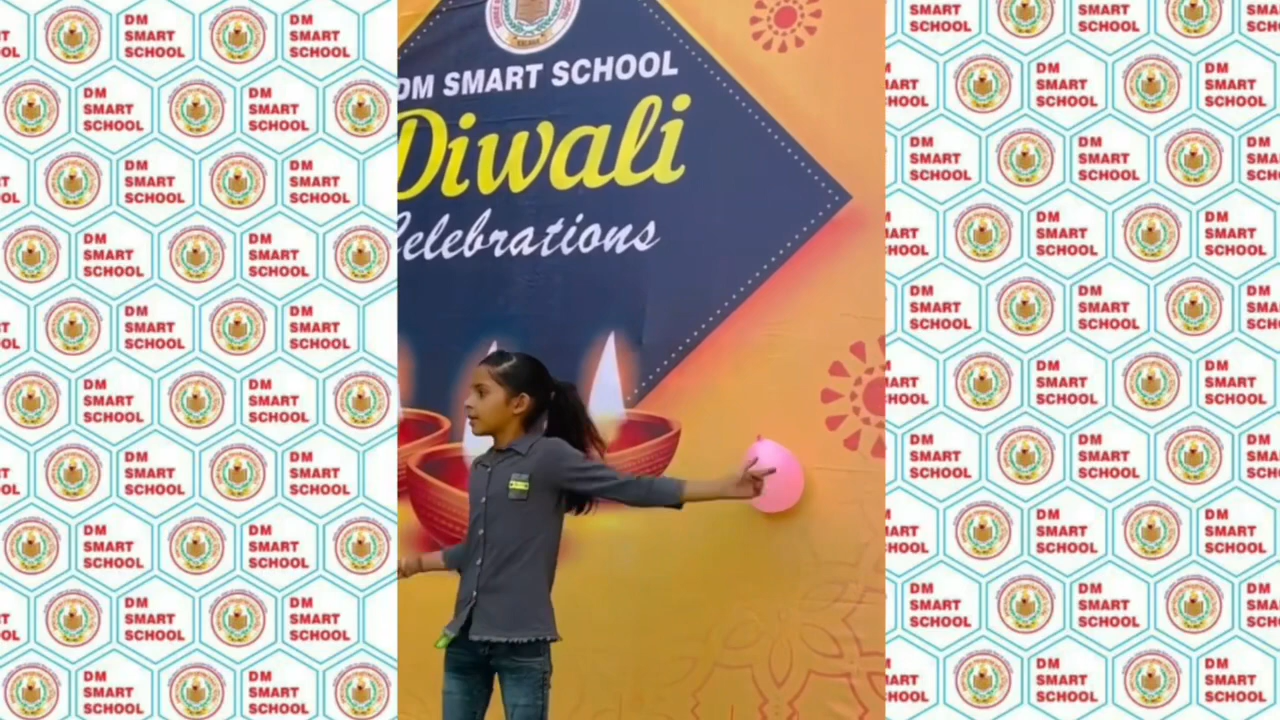 DM SMART SCHOOL
Diwali
Celebrations
DM
SMART
SCHOOL